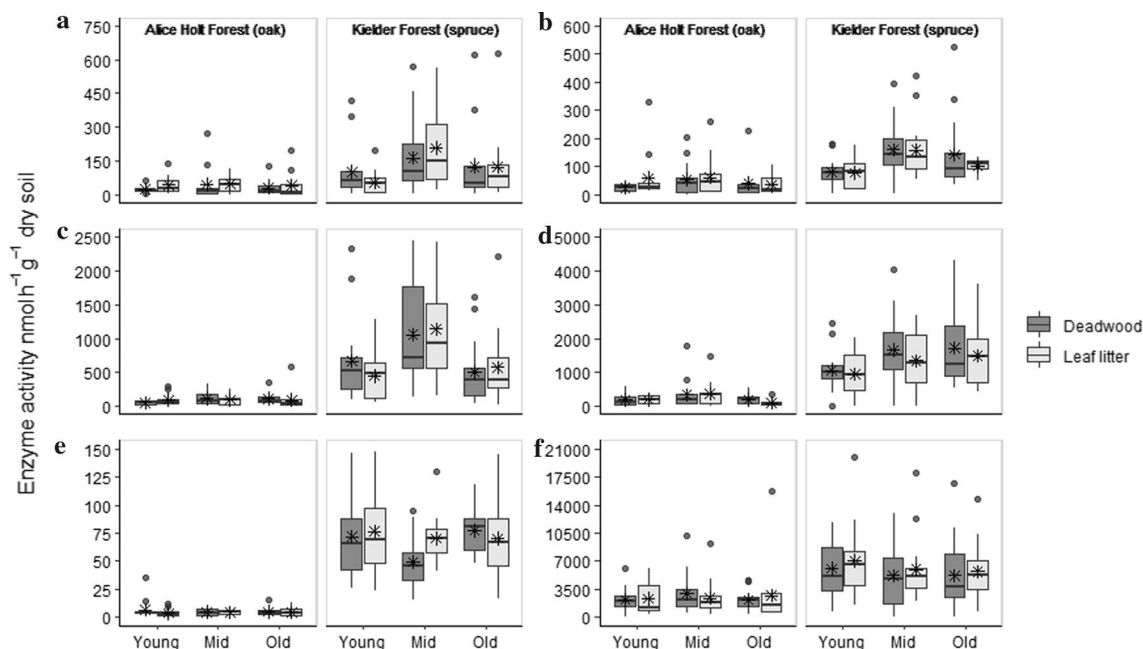 a
b
Alice Holt Forest (oak)
Kielder Forest (spruce)
Alice Holt Forest (oak)
Kielder Forest (spruce)
750
600
450
300
150
0
600
500
400
300
200
100
0
c
d
2500
2000
1500
1000
500
0
5000
4000
3000
2000
1000
0
e
f
150
125
100
75
50
25
0
21000
17500
14000
10500
7000
3500
0
Young Mid Old
Young Mid Old
Young Mid Old
Young Mid Old
Enzyme activity nmol h⁻¹ g⁻¹ dry soil
Deadwood
Leaf litter